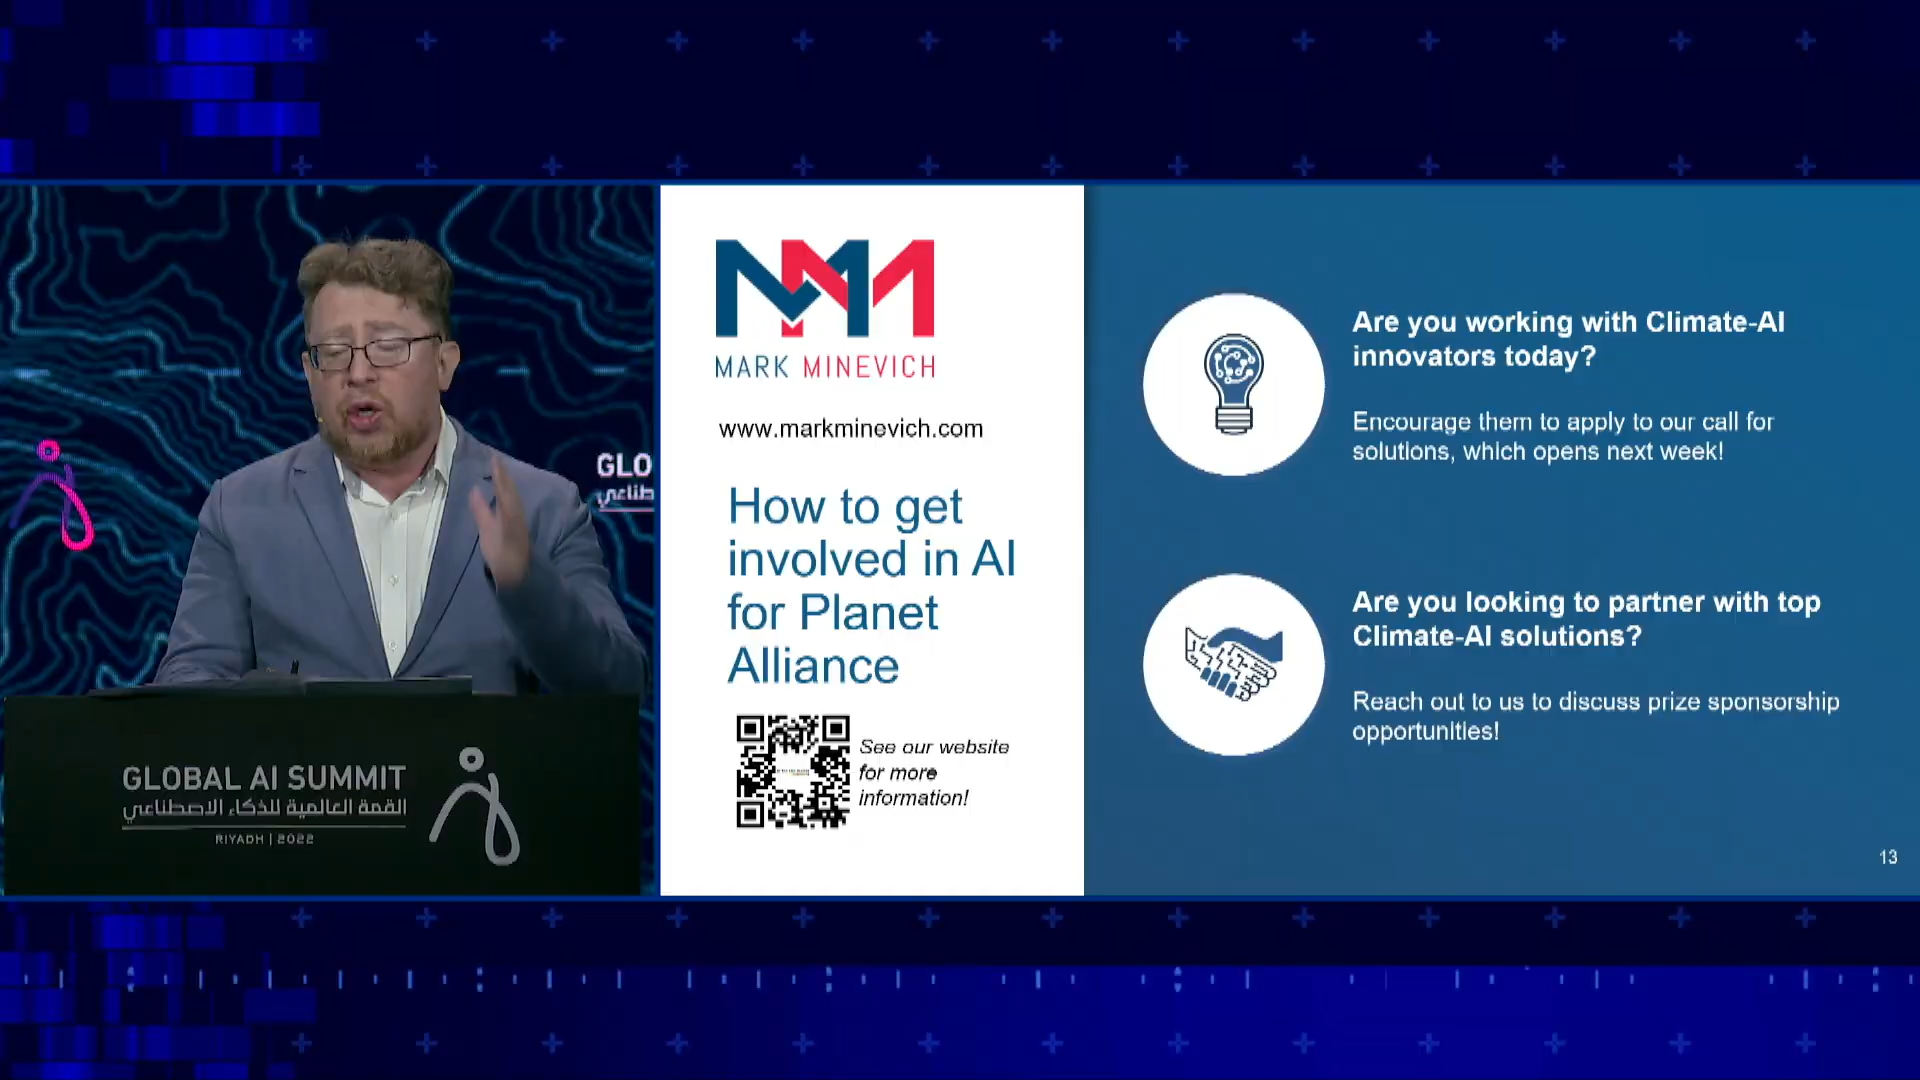 GLO
MARK MINEVICH
www.markminevich.com
How to get
involved in AI
for Planet
Alliance
See our website
for more
information!
Are you working with Climate-AI
innovators today?
Encourage them to apply to our call for
solutions, which opens next week!
Are you looking to partner with top
Climate-AI solutions?
Reach out to us to discuss prize sponsorship
opportunities!
13
GLOBAL AI SUMMIT
القمة العالمية للذكاء الاصطناعي
RIYADH | 2022